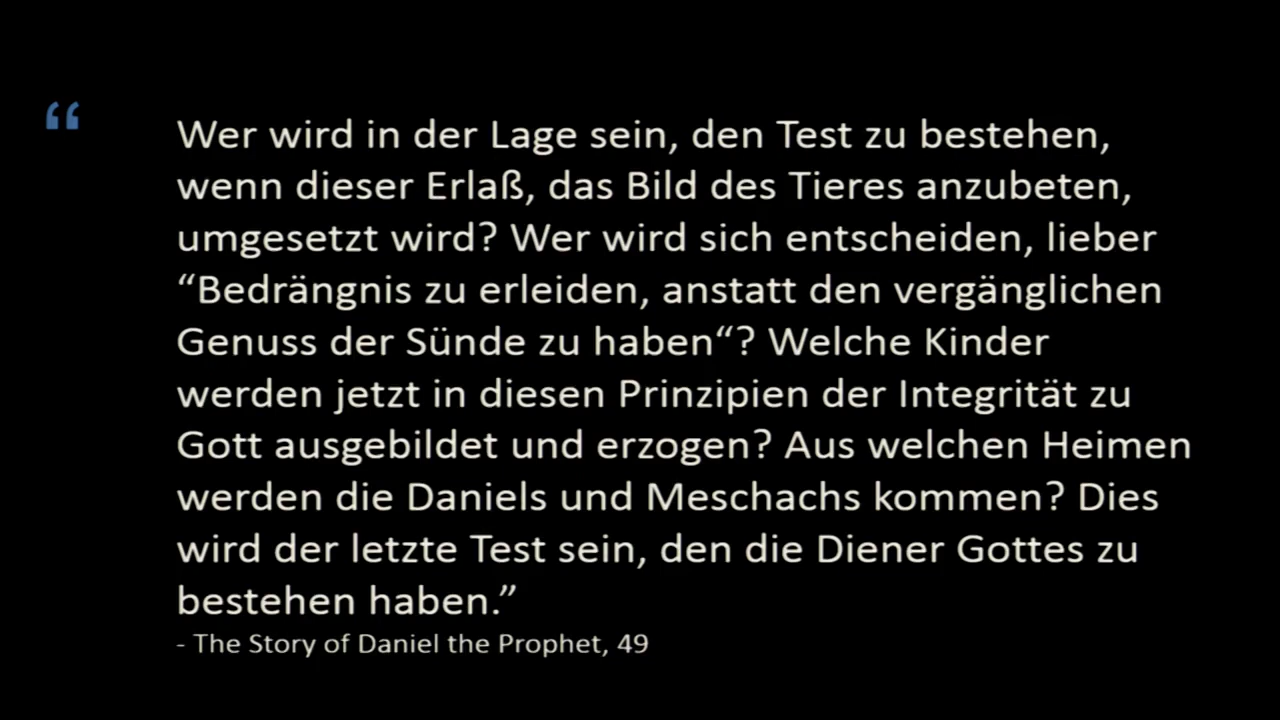 “
Wer wird in der Lage sein, den Test zu bestehen,
wenn dieser Erlaß, das Bild des Tieres anzubeten,
umgesetzt wird? Wer wird sich entscheiden, lieber
“Bedrängnis zu erleiden, anstatt den vergänglichen
Genuss der Sünde zu haben“? Welche Kinder
werden jetzt in diesen Prinzipien der Integrität zu
Gott ausgebildet und erzogen? Aus welchen Heimen
werden die Daniels und Meschachs kommen? Dies
wird der letzte Test sein, den die Diener Gottes zu
bestehen haben.”
- The Story of Daniel the Prophet, 49